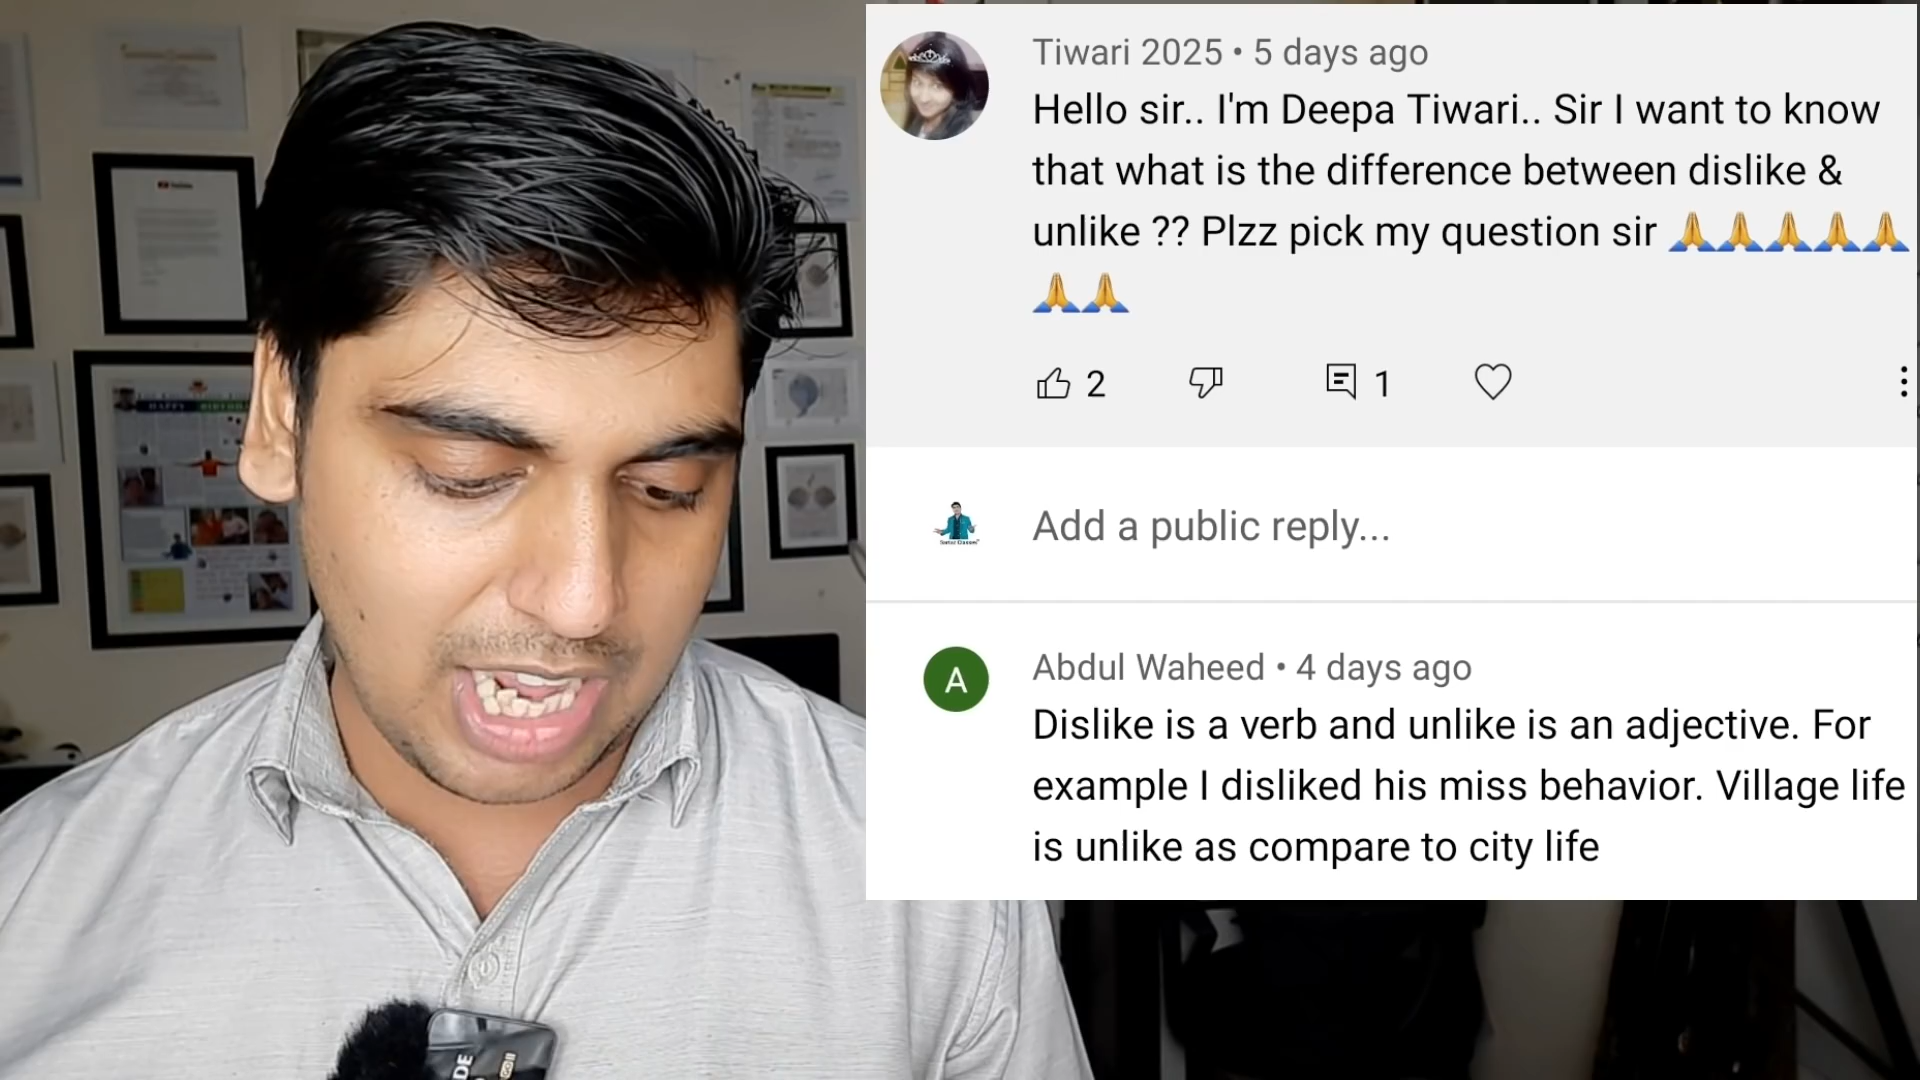 Tiwari 2025 • 5 days ago
Hello sir.. I'm Deepa Tiwari.. Sir I want to know
that what is the difference between dislike &
unlike ?? Plzz pick my question sir 🙏🙏🙏🙏🙏
🙏🙏
2
1
Add a public reply...
A
Abdul Waheed • 4 days ago
Dislike is a verb and unlike is an adjective. For
example I disliked his miss behavior. Village life
is unlike as compare to city life